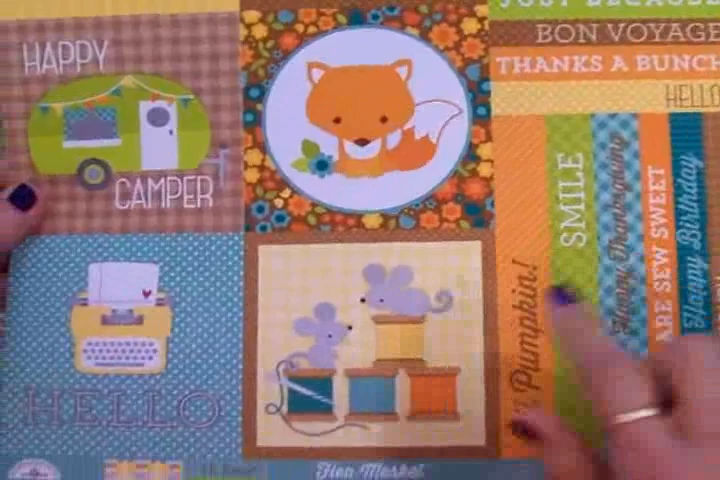 HAPPY
CAMPER
HELLO
JUST BECAUSE
BON VOYAGE
THANKS A BUNCH
HELLO
Pumpkin!
SMILE
Happy Thanksgiving
ARE SEW SWEET
Happy Birthday
Flea Market